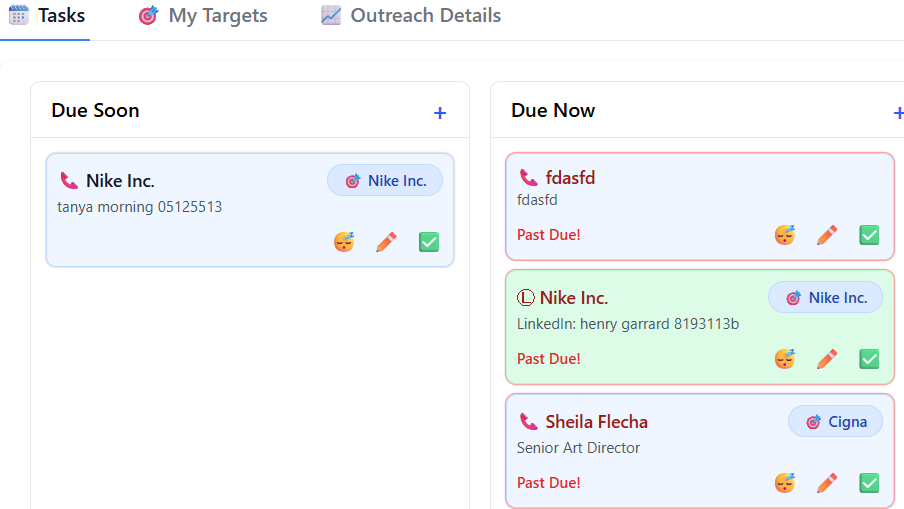 Tasks
My Targets
Outreach Details
Due Soon
+
Nike Inc.
Nike Inc.
tanya morning 05125513
Due Now
+
fdasfd
fdasfd
Past Due!
Ⓛ Nike Inc.
Nike Inc.
LinkedIn: henry garrard 8193113b
Past Due!
Sheila Flecha
Cigna
Senior Art Director
Past Due!